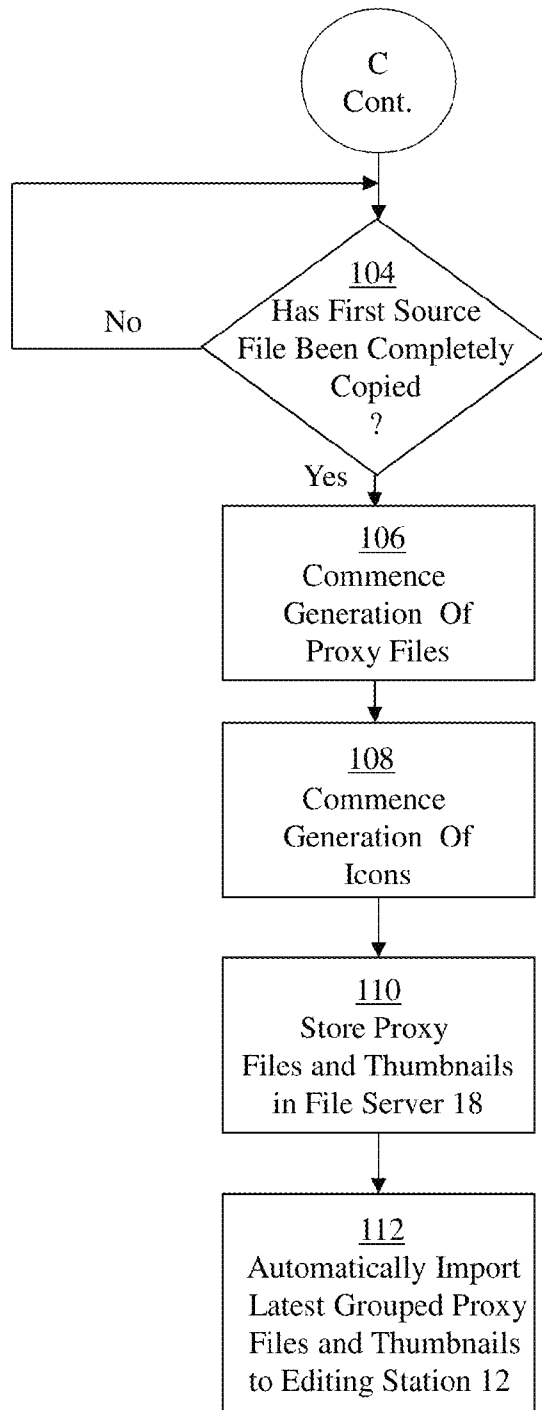 C
Cont.
104
Has First Source
File Been Completely
Copied
?
No
Yes
106
Commence
Generation Of
Proxy Files
108
Commence
Generation Of
Icons
110
Store Proxy
Files and Thumbnails
in File Server 18
112
Automatically Import
Latest Grouped Proxy
Files and Thumbnails
to Editing Station 12